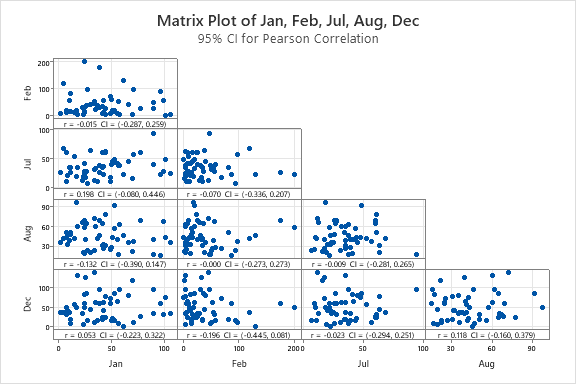 Matrix Plot of Jan, Feb, Jul, Aug, Dec
95% CI for Pearson Correlation
200
100
0
Feb
r = -0.015 CI = (-0.287, 0.259)
100
50
0
Jul
r = 0.198 CI = (-0.080, 0.446)
r = -0.070 CI = (-0.336, 0.207)
90
60
30
Aug
r = -0.132 CI = (-0.390, 0.147)
r = -0.000 CI = (-0.273, 0.273)
r = -0.009 CI = (-0.281, 0.265)
100
50
0
Dec
r = 0.053 CI = (-0.223, 0.322)
r = -0.196 CI = (-0.445, 0.081)
r = -0.023 CI = (-0.294, 0.251)
r = 0.118 CI = (-0.160, 0.379)
0 50 100 0 100 200 0 50 100 30 60 90
Jan Feb Jul Aug